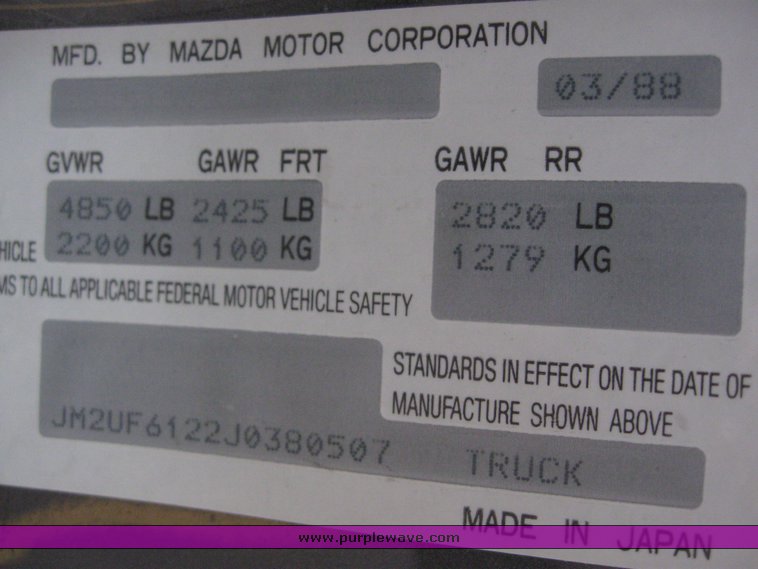 MFD. BY MAZDA MOTOR CORPORATION
03/88
GVWR GAWR FRT GAWR RR
4850 LB 2425 LB 2820 LB
2200 KG 1100 KG 1279 KG
MS TO ALL APPLICABLE FEDERAL MOTOR VEHICLE SAFETY
STANDARDS IN EFFECT ON THE DATE OF
MANUFACTURE SHOWN ABOVE
JM2UF6122J0380507 TRUCK
MADE IN JAPAN
www.purplewave.com